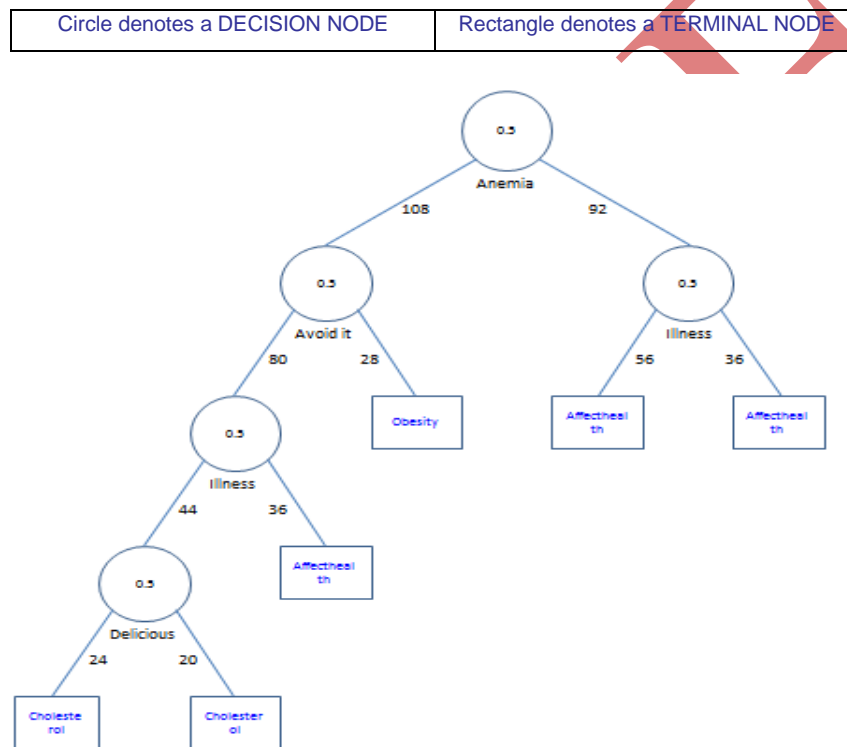 Circle denotes a DECISION NODE
Rectangle denotes a TERMINAL NODE
0.5
Anemia
108
92
0.5
0.5
Avoid it
Illness
80
28
56
36
Obesity
Affectheal
th
Affectheal
th
0.5
Illness
44
36
Affectheal
th
0.5
Delicious
24
20
Choleste
rol
Cholester
ol